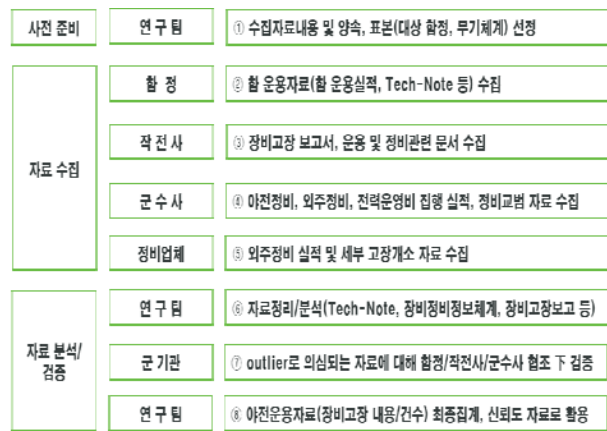 사전 준비 연 구 팀 ① 수집자료내용 및 양속, 표본(대상 함정, 무기체계) 선정
함 정 ② 함 운용자료(함 운용실적, Tech-Note 등) 수집
작 전 사 ③ 장비고장 보고서, 운용 및 정비관련 문서 수집
자료 수집
군 수 사 ④ 야전정비, 외주정비, 전력운영비 집행 실적, 정비교범 자료 수집
정비업체 ⑤ 외주정비 실적 및 세부 고장개소 자료 수집
연 구 팀 ⑥ 자료정리/분석(Tech-Note, 장비정비정보체계, 장비고장보고 등)
자료 분석/
검증
군 기관 ⑦ outlier로 의심되는 자료에 대해 함정/작전사/군수사 협조 下 검증
연 구 팀 ⑧ 야전운용자료(장비고장 내용/건수) 최종집계, 신뢰도 자료로 활용